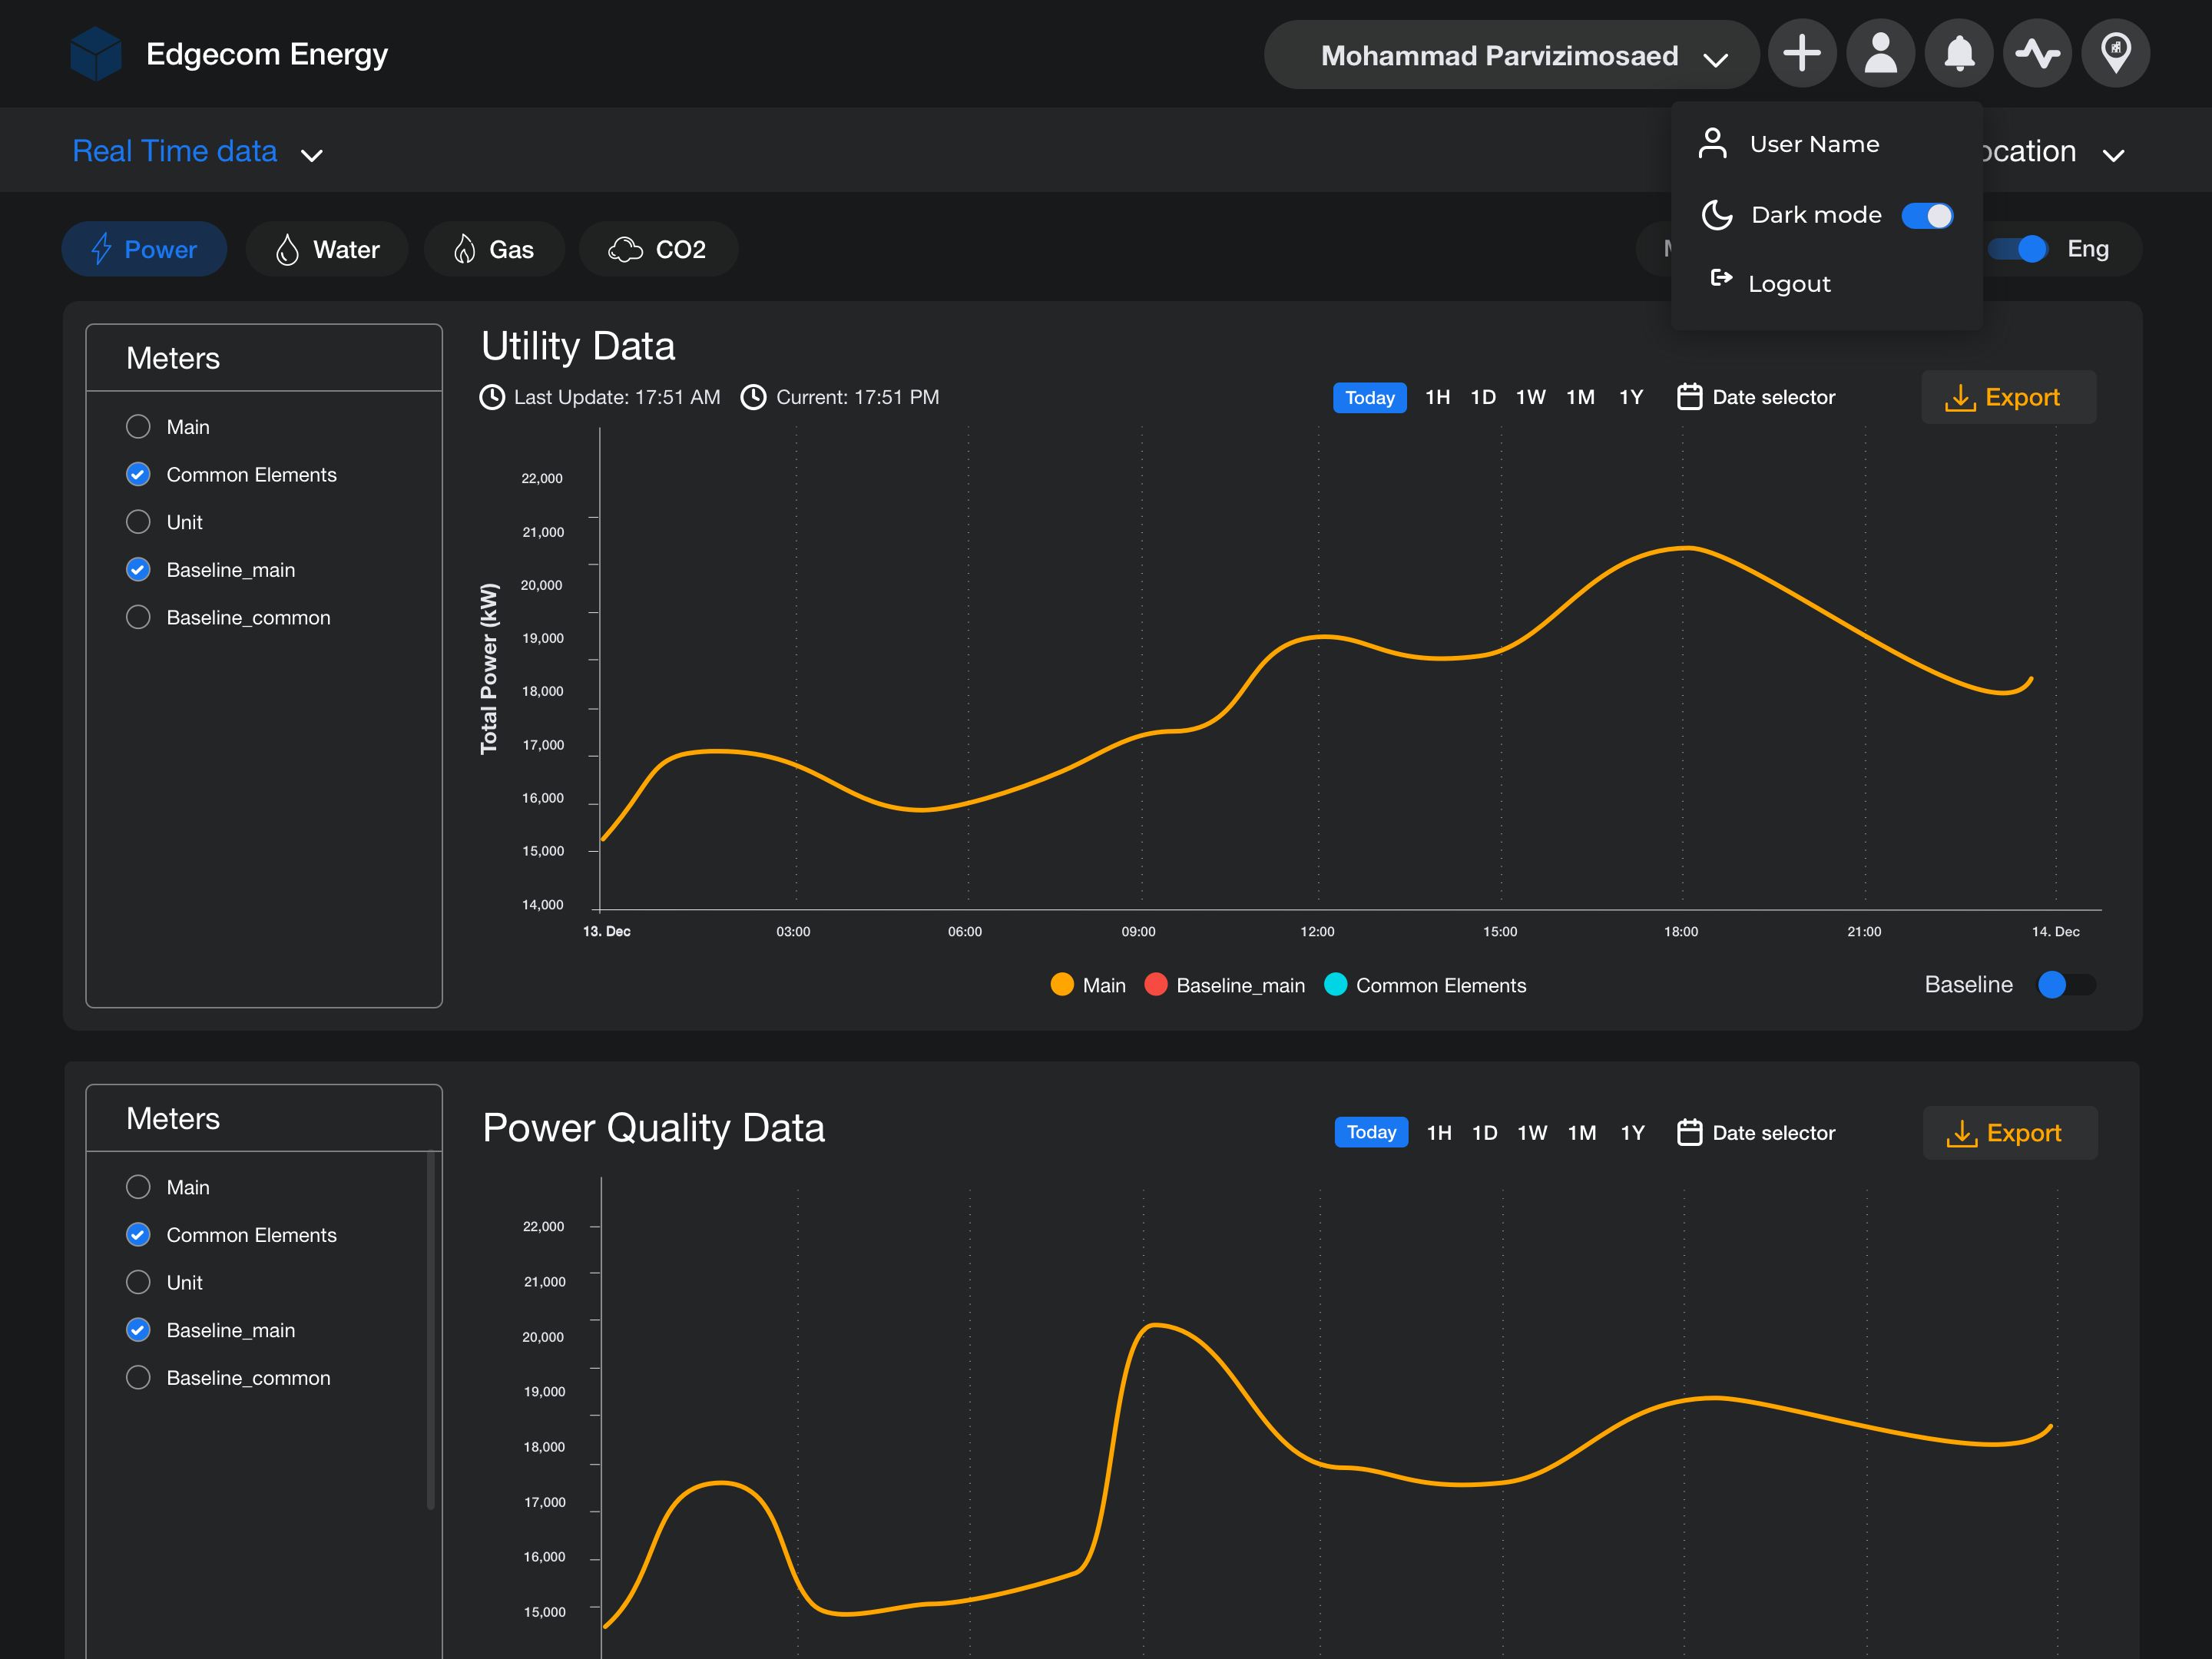 Edgecom Energy
Mohammad Parvizimosaed
Real Time data
User Name
Dark mode
Logout
Power Water Gas CO2
Eng
Meters
Main
Common Elements
Unit
Baseline_main
Baseline_common
Utility Data
Last Update: 17:51 AM Current: 17:51 PM
Today 1H 1D 1W 1M 1Y Date selector Export
Total Power (kW)
22,000
21,000
20,000
19,000
18,000
17,000
16,000
15,000
14,000
13. Dec 03:00 06:00 09:00 12:00 15:00 18:00 21:00 14. Dec
Main Baseline_main Common Elements
Baseline
Meters
Main
Common Elements
Unit
Baseline_main
Baseline_common
Power Quality Data
Today 1H 1D 1W 1M 1Y Date selector Export
22,000
21,000
20,000
19,000
18,000
17,000
16,000
15,000